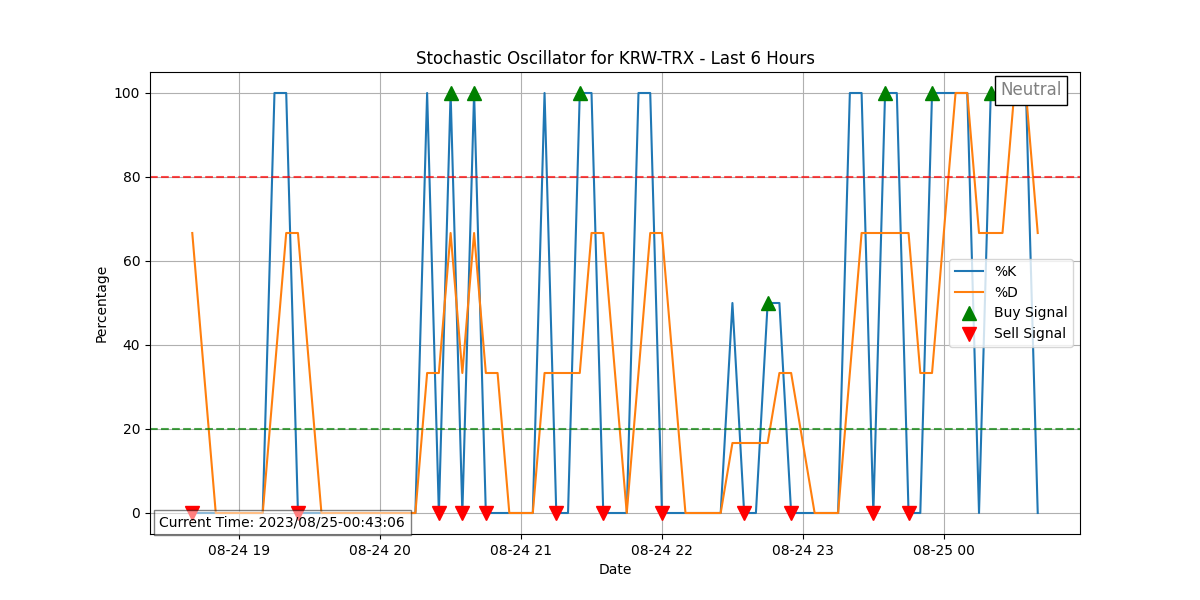 Stochastic Oscillator for KRW-TRX - Last 6 Hours
Neutral
100
80
60
40
20
0
Percentage
%K
%D
Buy Signal
Sell Signal
Current Time: 2023/08/25-00:43:06
08-24 19
08-24 20
08-24 21
08-24 22
08-24 23
08-25 00
Date